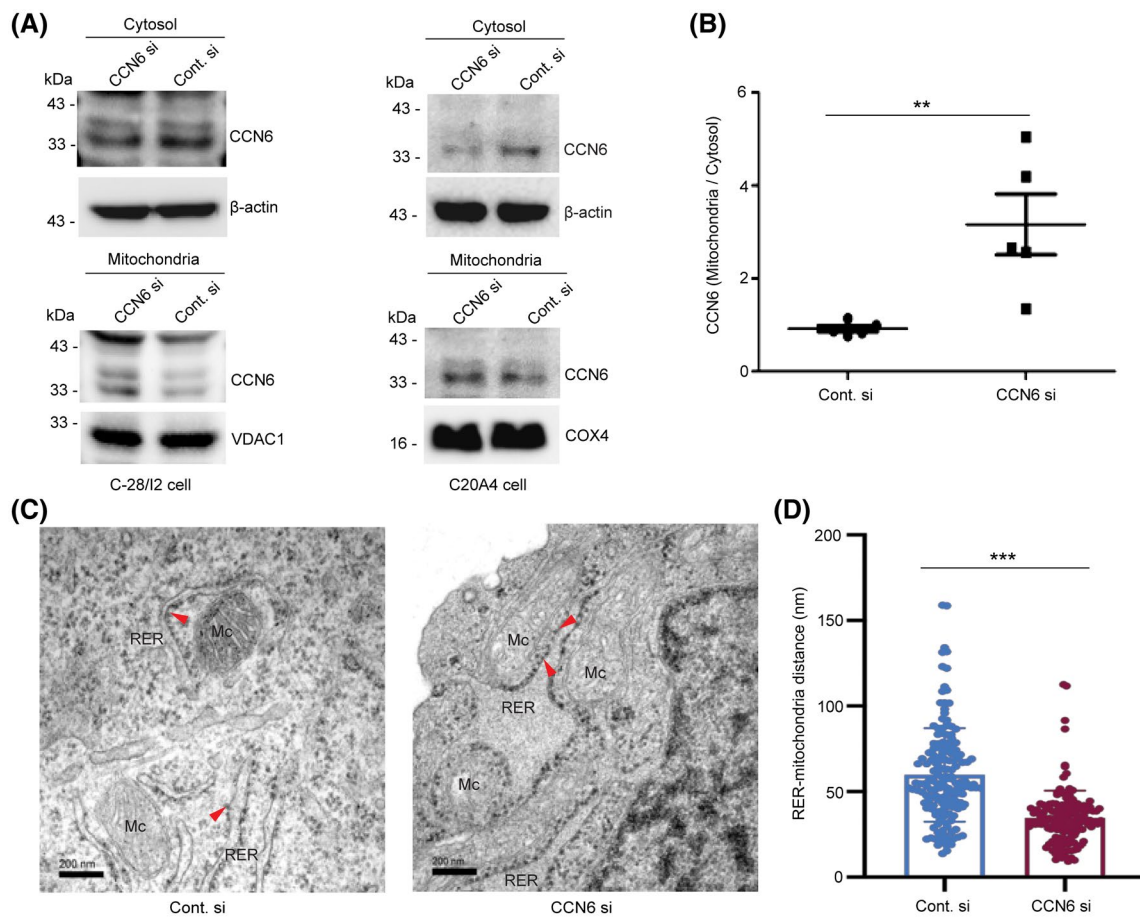 (A)
Cytosol
CCN6 si
Cont. si
kDa
43 -
33 -
CCN6
43 -
β-actin
Mitochondria
CCN6 si
Cont. si
kDa
43 -
33 -
CCN6
33 -
VDAC1
C-28/I2 cell
Cytosol
CCN6 si
Cont. si
kDa
43 -
33 -
CCN6
43 -
β-actin
Mitochondria
CCN6 si
Cont. si
kDa
43 -
33 -
CCN6
16 -
COX4
C20A4 cell
(B)
CCN6 (Mitochondria / Cytosol)
6
4
2
0
**
Cont. si
CCN6 si
(C)
RER
Mc
Mc
RER
200 nm
Cont. si
Mc
Mc
RER
Mc
RER
200 nm
CCN6 si
(D)
RER-mitochondria distance (nm)
200
150
100
50
0
***
Cont. si
CCN6 si